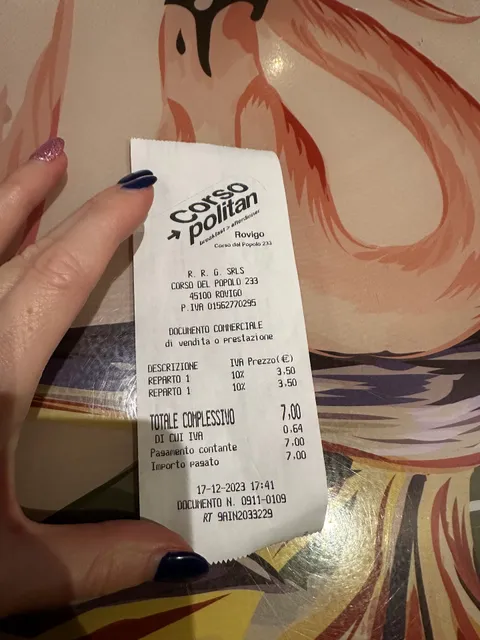 Corso
politan
breakfast > afterdinner
Rovigo
Corso del Popolo 233
R. R. G. SRLS
CORSO DEL POPOLO 233
45100 ROVIGO
P.IVA 01562770295
DOCUMENTO COMMERCIALE
di vendita o prestazione
DESCRIZIONE IVA Prezzo(€)
REPARTO 1 10% 3.50
REPARTO 1 10% 3.50
TOTALE COMPLESSIVO 7.00
DI CUI IVA 0.64
Pagamento contante 7.00
Importo pagato 7.00
17-12-2023 17:41
DOCUMENTO N. 0911-0109
RT 9AIN2033229